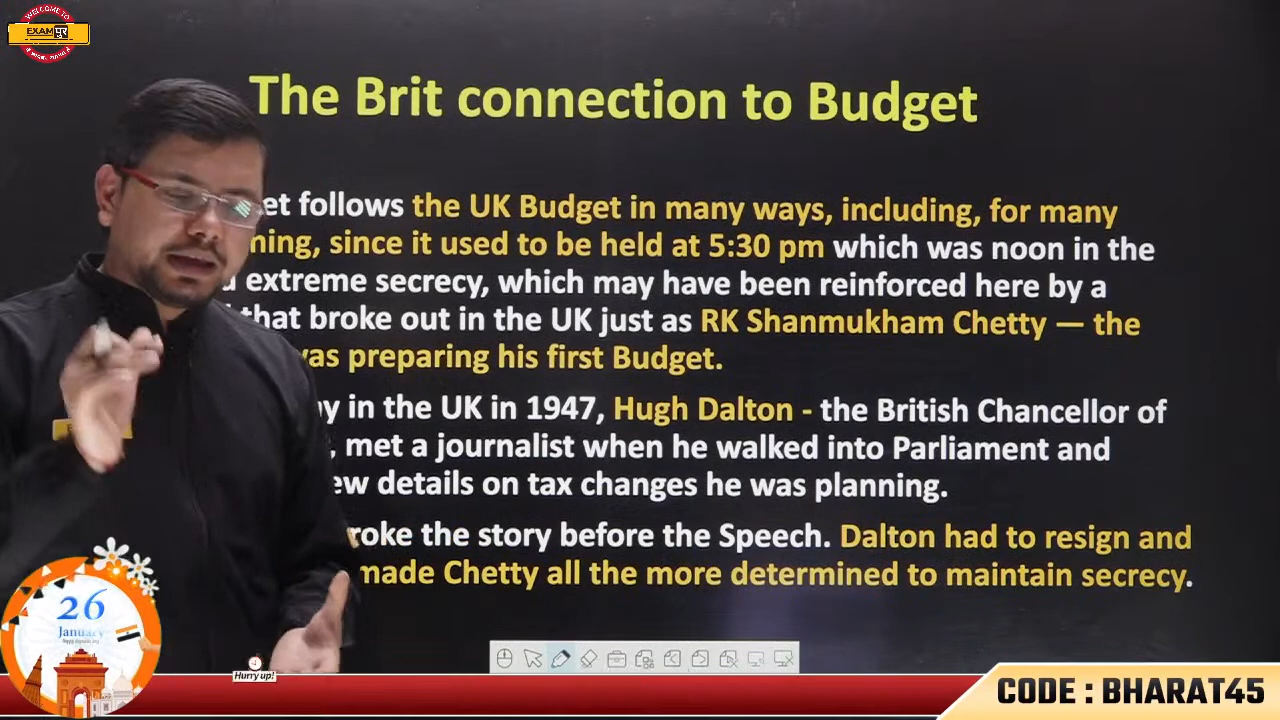 WELCOME TO
EXAM पुर
The Brit connection to Budget
et follows the UK Budget in many ways, including, for many
ning, since it used to be held at 5:30 pm which was noon in the
extreme secrecy, which may have been reinforced here by a
that broke out in the UK just as RK Shanmukham Chetty — the
was preparing his first Budget.
y in the UK in 1947, Hugh Dalton - the British Chancellor of
, met a journalist when he walked into Parliament and
ew details on tax changes he was planning.
roke the story before the Speech. Dalton had to resign and
made Chetty all the more determined to maintain secrecy.
26
January
Hurry up!
CODE : BHARAT45